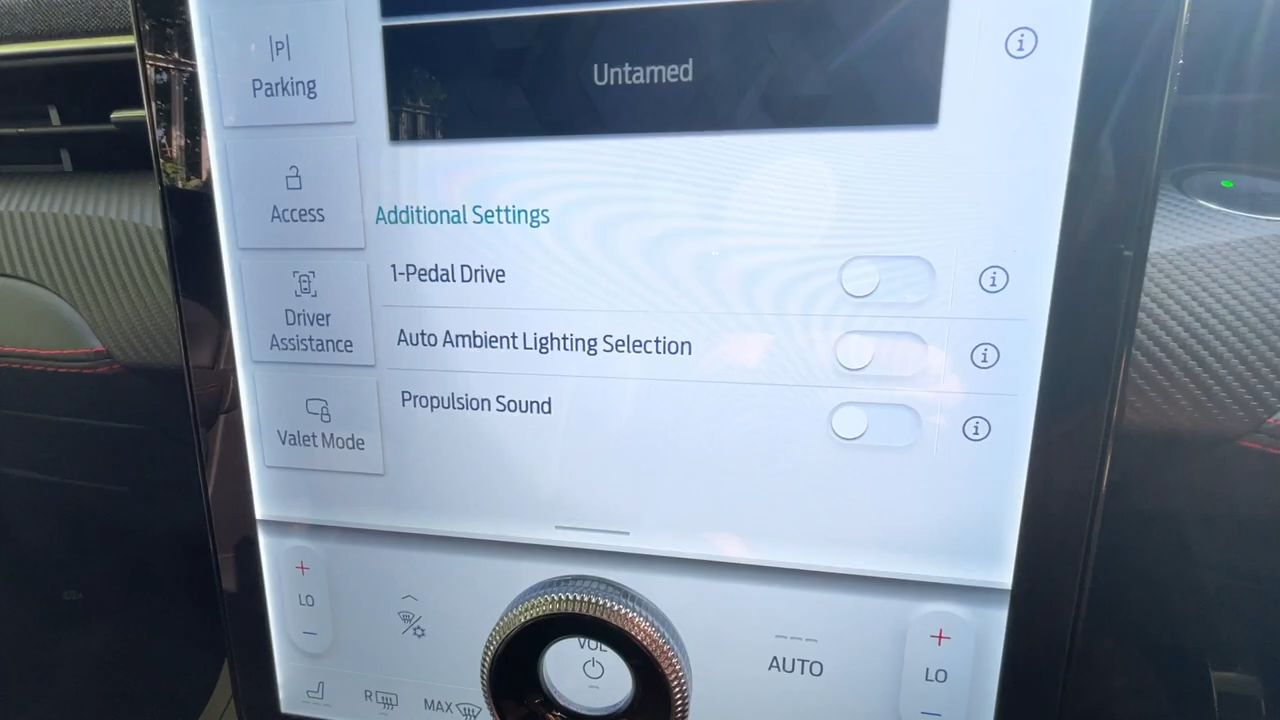 P
Parking
Untamed
Access
Additional Settings
1-Pedal Drive
Driver
Assistance
Auto Ambient Lighting Selection
Propulsion Sound
Valet Mode
LO
VOL
AUTO
LO
R
MAX